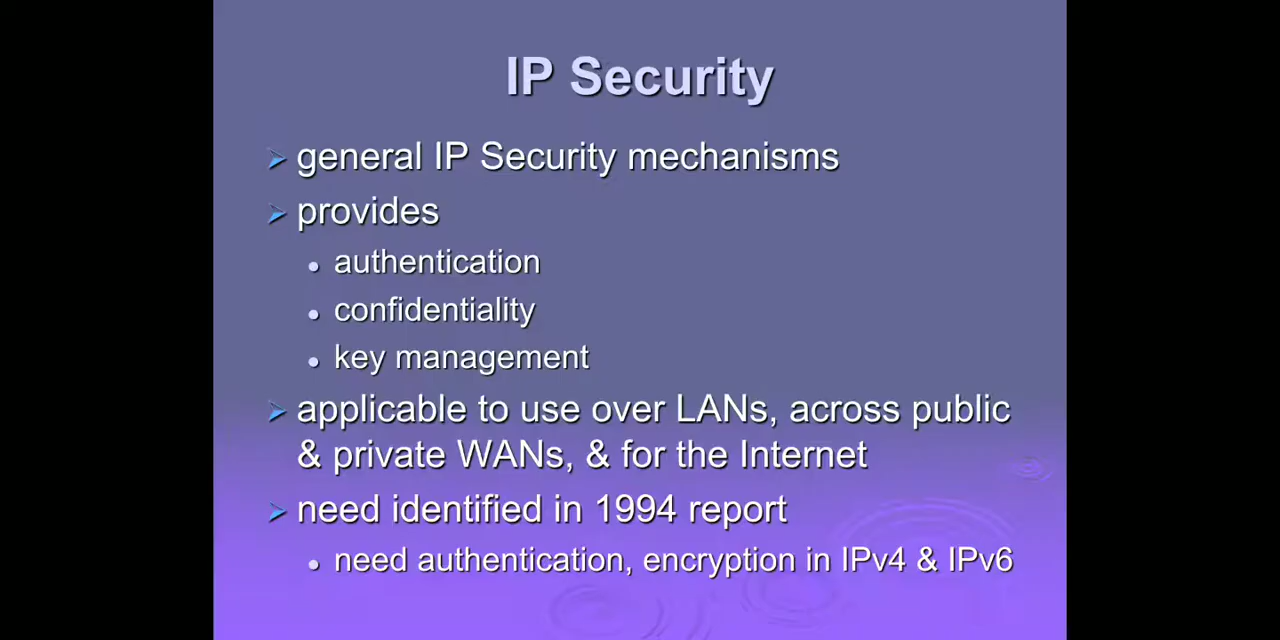 IP Security
general IP Security mechanisms
provides
authentication
confidentiality
key management
applicable to use over LANs, across public
& private WANs, & for the Internet
need identified in 1994 report
need authentication, encryption in IPv4 & IPv6